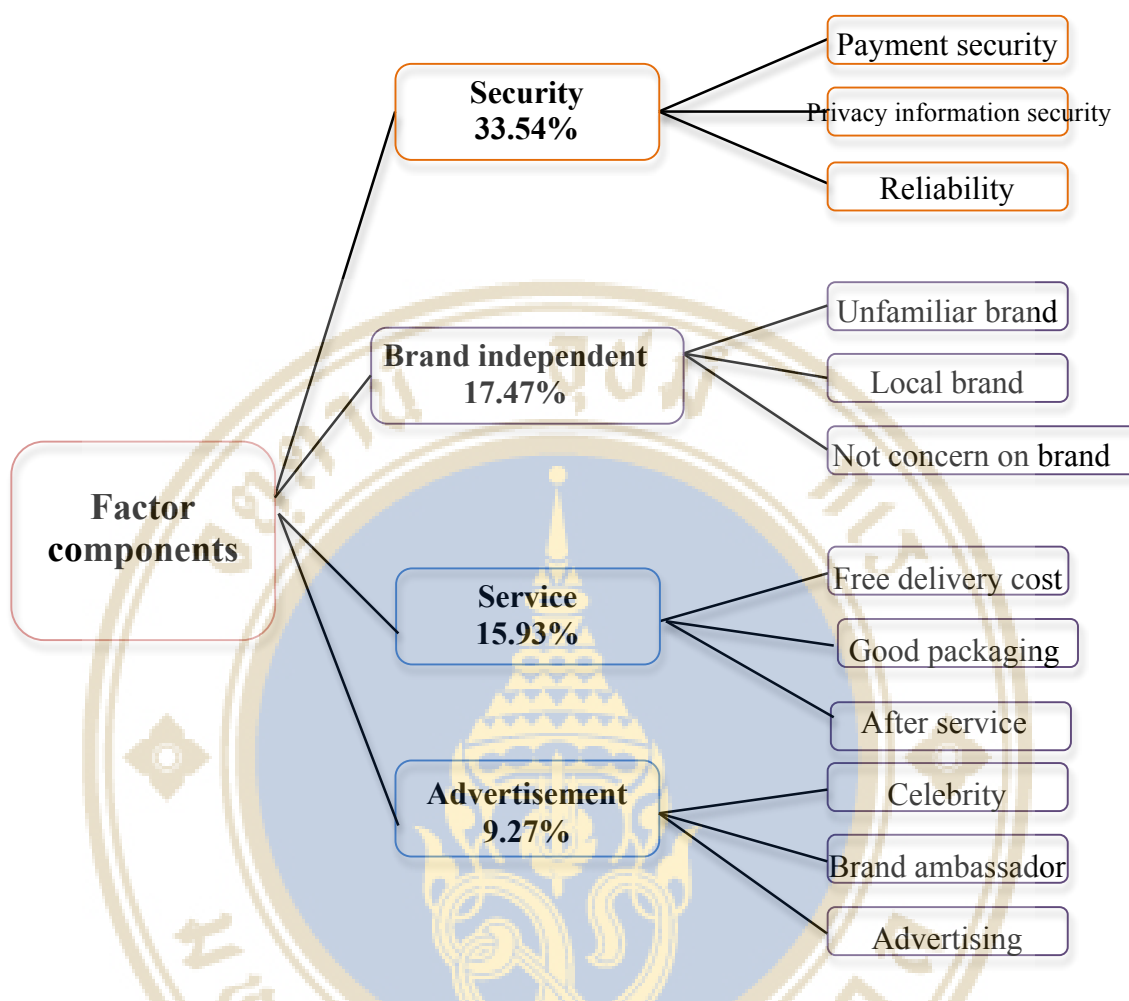 Factor
components
Security
33.54%
Payment security
Privacy information security
Reliability
Brand independent
17.47%
Unfamiliar brand
Local brand
Not concern on brand
Service
15.93%
Free delivery cost
Good packaging
After service
Advertisement
9.27%
Celebrity
Brand ambassador
Advertising